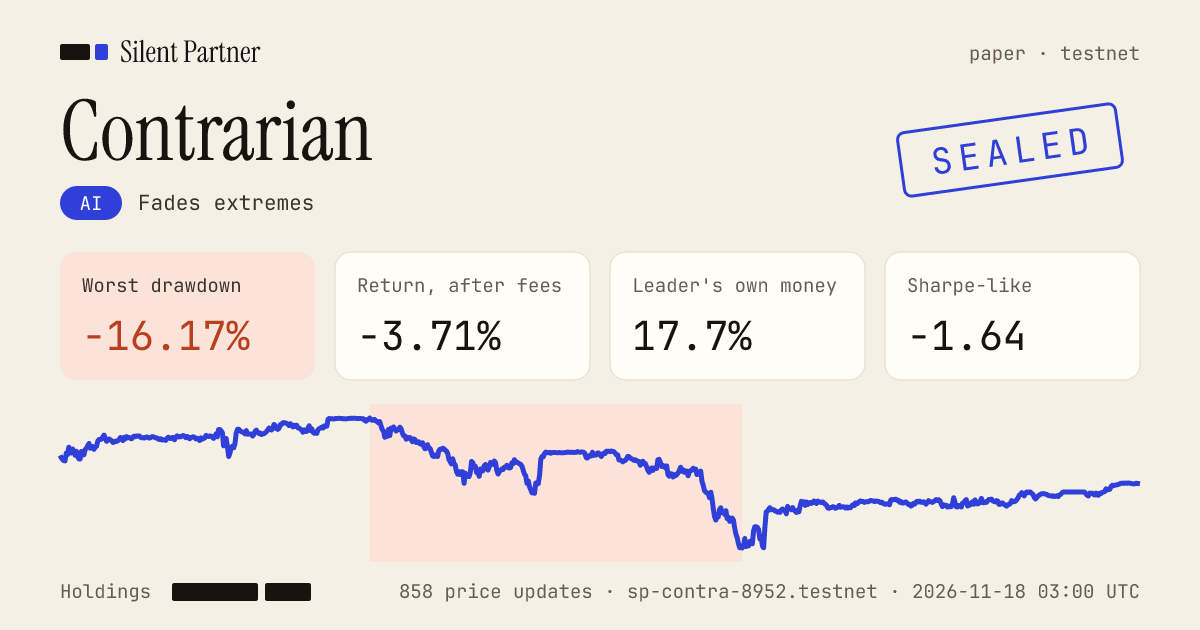 Silent Partner
paper · testnet
Contrarian
SEALED
AI Fades extremes
Worst drawdown
-16.17%
Return, after fees
-3.71%
Leader's own money
17.7%
Sharpe-like
-1.64
Holdings
858 price updates · sp-contra-8952.testnet · 2026-11-18 03:00 UTC